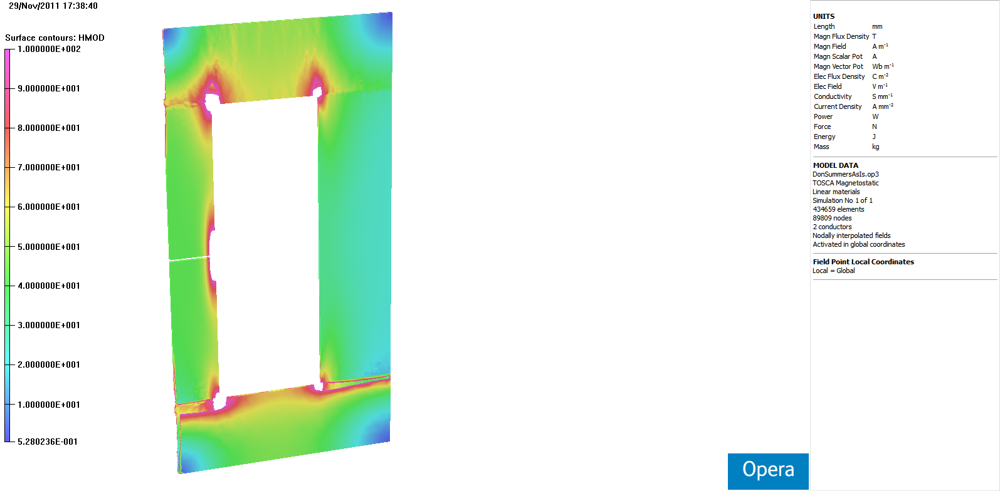 29/Nov/2011 17:38:40
Surface contours: HMOD
1.000000E+002
9.000000E+001
8.000000E+001
7.000000E+001
6.000000E+001
5.000000E+001
4.000000E+001
3.000000E+001
2.000000E+001
1.000000E+001
5.280236E-001
UNITS
Length mm
Magn Flux Density T
Magn Field A m⁻¹
Magn Scalar Pot A
Magn Vector Pot Wb m⁻¹
Elec Flux Density C m⁻²
Elec Field V m⁻¹
Conductivity S mm⁻¹
Current Density A mm⁻²
Power W
Force N
Energy J
Mass kg
MODEL DATA
DonSummersAsIs.op3
TOSCA Magnetostatic
Linear materials
Simulation No 1 of 1
434659 elements
89809 nodes
2 conductors
Nodally interpolated fields
Activated in global coordinates
Field Point Local Coordinates
Local = Global
Opera